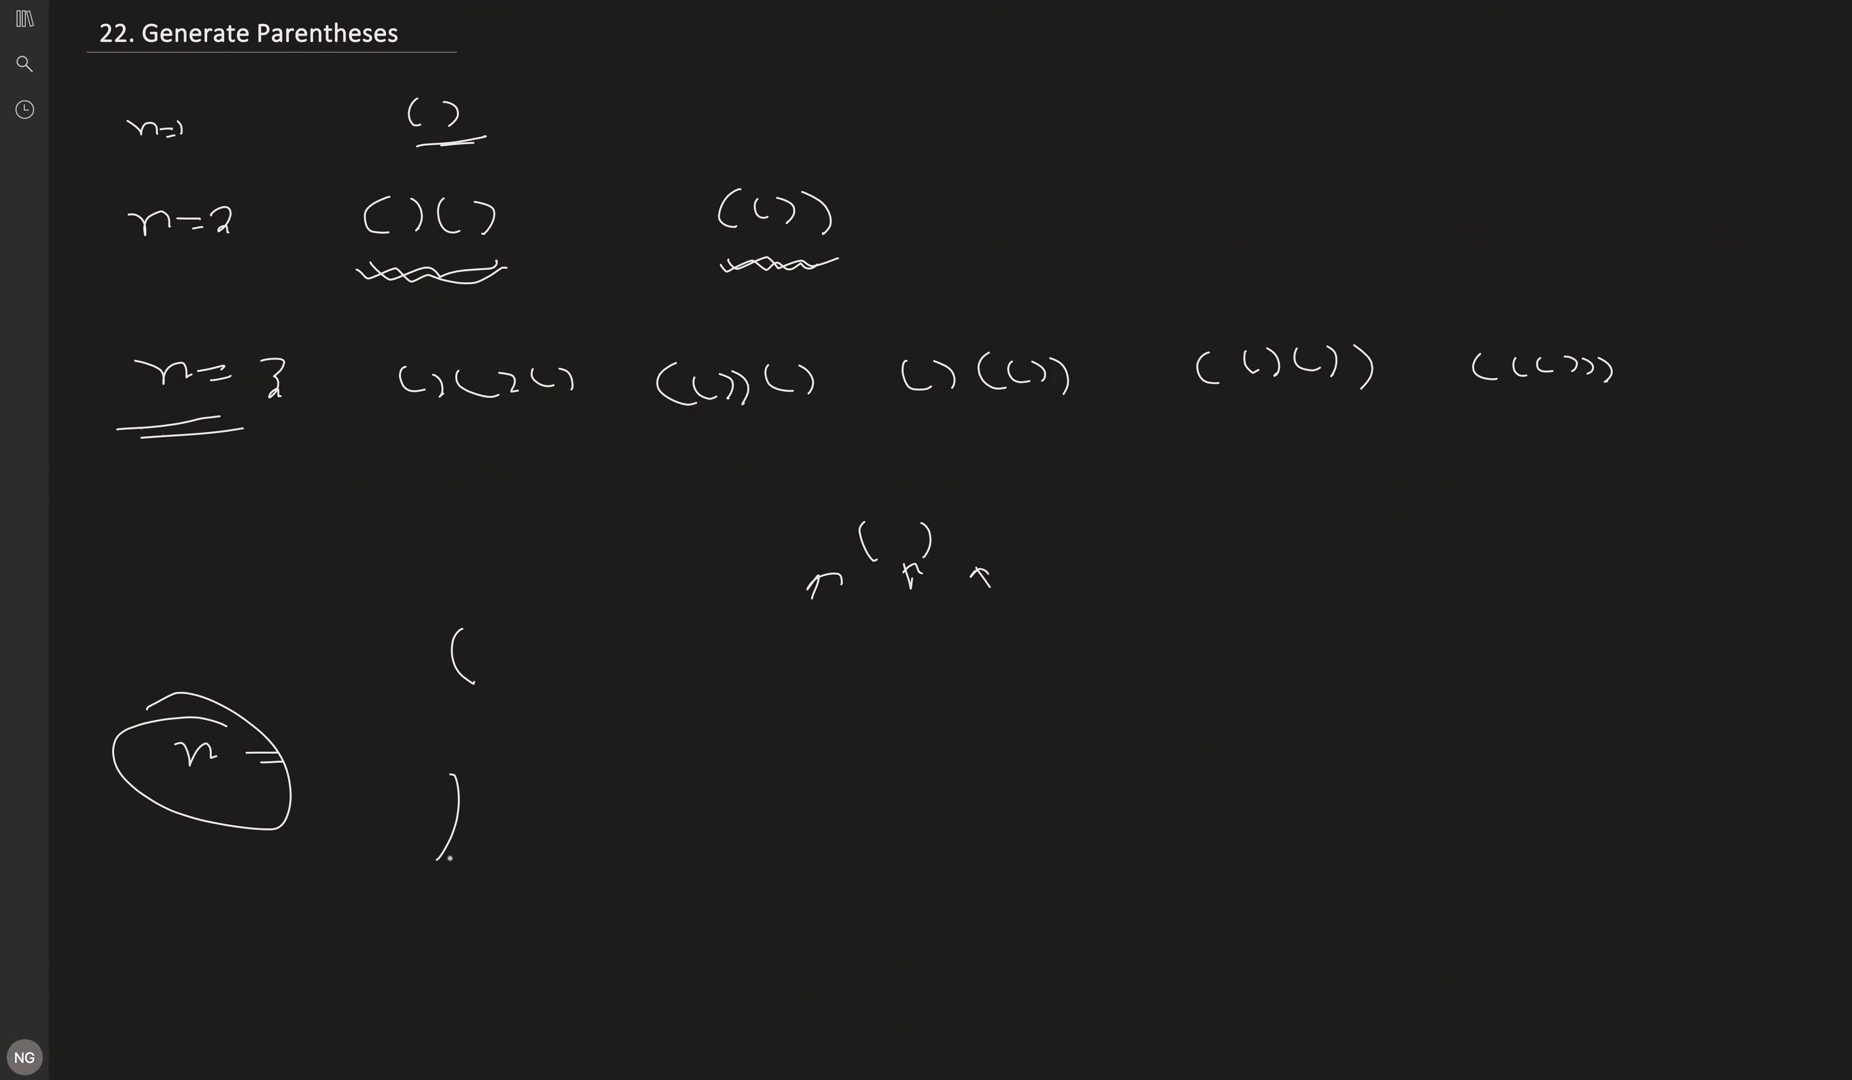 22. Generate Parentheses
n=1 ()
n=2 ()() (())
n=3 ()()() (())() ()(()) (()()) ((()))
()
(
n=
)
NG